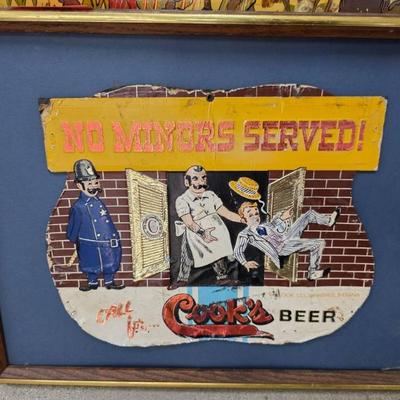 NO MINORS SERVED!
C
C
CALL for....
Cook's BEER